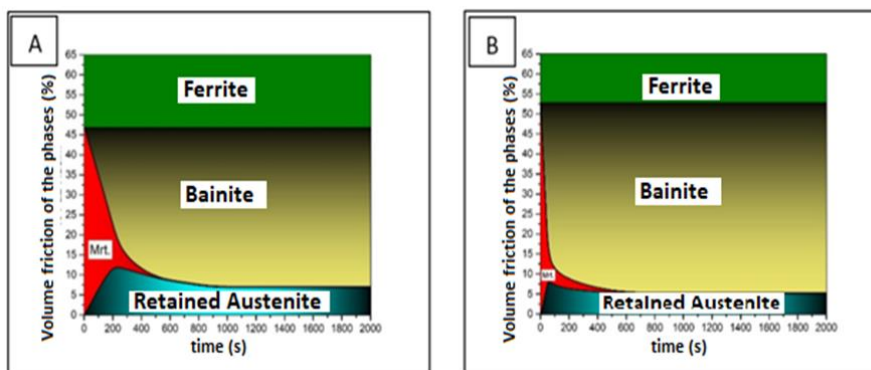 A
Volume friction of the phases (%)
65
60
55
50
45
40
35
30
25
20
15
10
5
0
Ferrite
Bainite
Mrt.
Retained Austenite
0 200 400 600 800 1000 1200 1400 1600 1800 2000
time (s)
B
Volume friction of the phases (%)
65
60
55
50
45
40
35
30
25
20
15
10
5
0
Ferrite
Bainite
Mrt.
Retained Austenite
0 200 400 600 800 1000 1200 1400 1600 1800 2000
time (s)